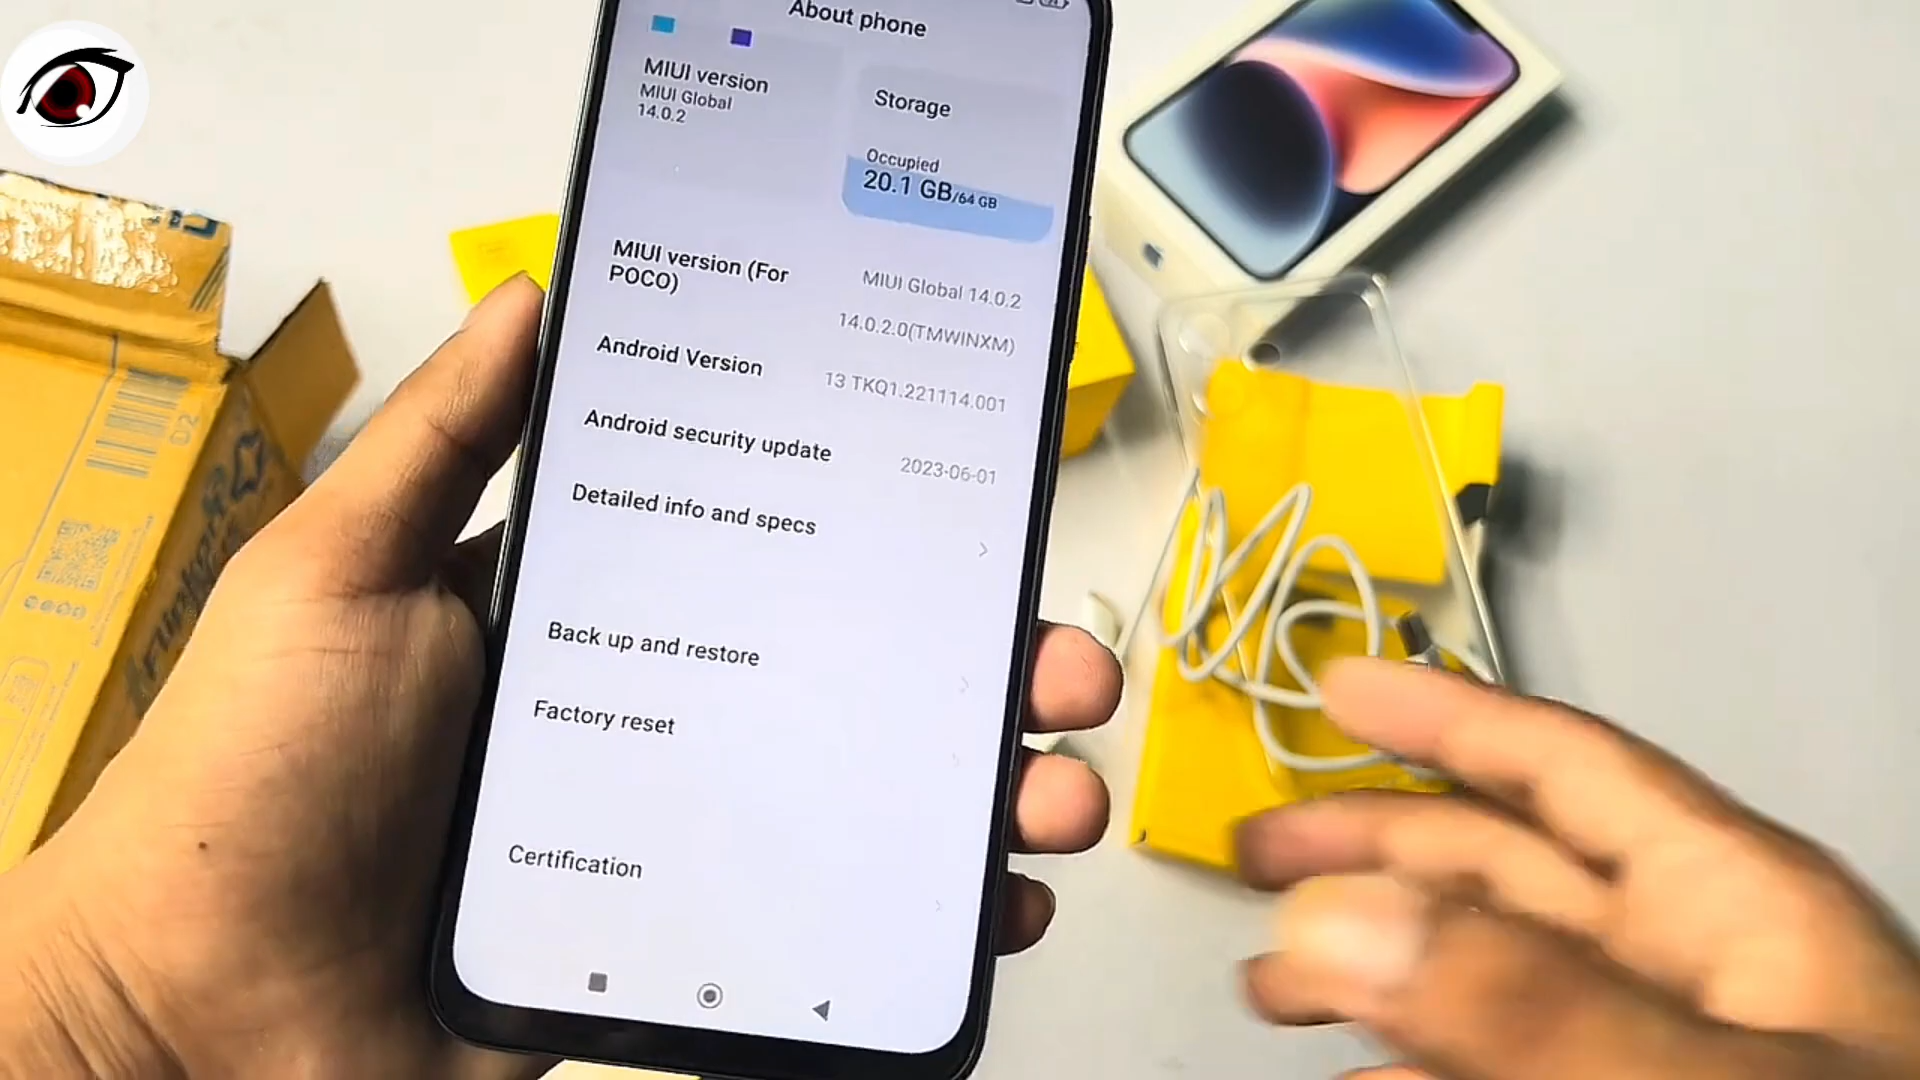 About phone
MIUI version
MIUI Global
14.0.2
Storage
Occupied
20.1 GB/64 GB
MIUI version (For
POCO)
MIUI Global 14.0.2
14.0.2.0(TMWINXM)
Android Version
13 TKQ1.221114.001
Android security update
2023-06-01
Detailed info and specs
Back up and restore
Factory reset
Certification
D2
Flipkart